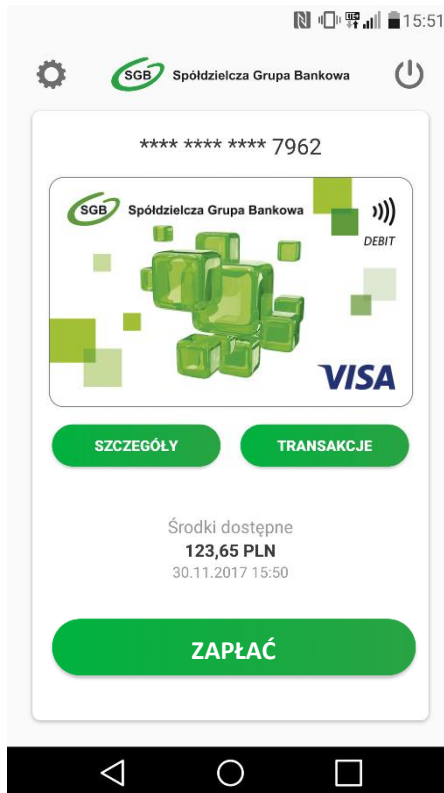 15:51
SGB Spółdzielcza Grupa Bankowa
**** **** **** 7962
SGB Spółdzielcza Grupa Bankowa
DEBIT
VISA
SZCZEGÓŁY TRANSAKCJE
Środki dostępne
123,65 PLN
30.11.2017 15:50
ZAPŁAĆ